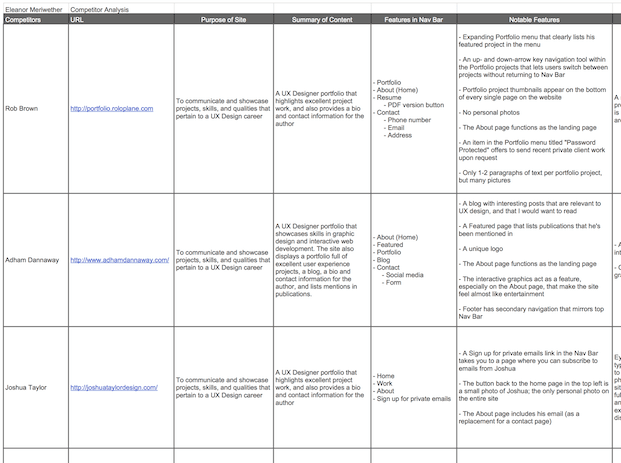 Eleanor Meriwether Competitor Analysis
Competitors URL Purpose of Site Summary of Content Features in Nav Bar Notable Features
Rob Brown
http://portfolio.roloplane.com
To communicate and showcase
projects, skills, and qualities that
pertain to a UX Design career
A UX Designer portfolio that
highlights excellent project
work, and also provides a bio
and contact information for the
author
- Portfolio
- About (Home)
- Resume
- PDF version button
- Contact
- Phone number
- Email
- Address
- Expanding Portfolio menu that clearly lists his
featured project in the menu
- An up- and down-arrow key navigation tool within
the Portfolio projects that lets users switch between
projects without returning to Nav Bar
- Portfolio project thumbnails appear on the bottom
of every single page on the website
- No personal photos
- The About page functions as the landing page
- An item in the Portfolio menu titled "Password
Protected" offers to send recent private client work
upon request
- Only 1-2 paragraphs of text per portfolio project,
but many pictures
Adham Dannaway
http://www.adhamdannaway.com/
To communicate and showcase
projects, skills, and qualities that
pertain to a UX Design career
A UX Designer portfolio that
showcases skills in graphic
design and interactive web
development. The site also
displays a portfolio full of
excellent user experience
projects, a blog, a bio and
contact information for the
author, and lists mentions in
publications.
- About (Home)
- Featured
- Portfolio
- Blog
- Contact
- Social media
- Form
- A blog with interesting posts that are relevant to
UX design, and that I would want to read
- A Featured page that lists publications that he's
been mentioned in
- A unique logo
- The About page functions as the landing page
- The interactive graphics act as a feature,
especially on the About page, that make the site
feel almost like entertainment
- Footer has secondary navigation that mirrors top
Nav Bar
Joshua Taylor
http://joshuataylordesign.com/
To communicate and showcase
projects, skills, and qualities that
pertain to a UX Design career
A UX Designer portfolio that
highlights excellent project
work, and also provides a bio
and contact information for the
author
- Home
- Work
- About
- Sign up for private emails
- A Sign up for private emails link in the Nav Bar
takes you to a page where you can subscribe to
emails from Joshua
- The button back to the home page in the top left is
a small photo of Joshua; the only personal photo on
the entire site
- The About page includes his email (as a
replacement for a contact page)